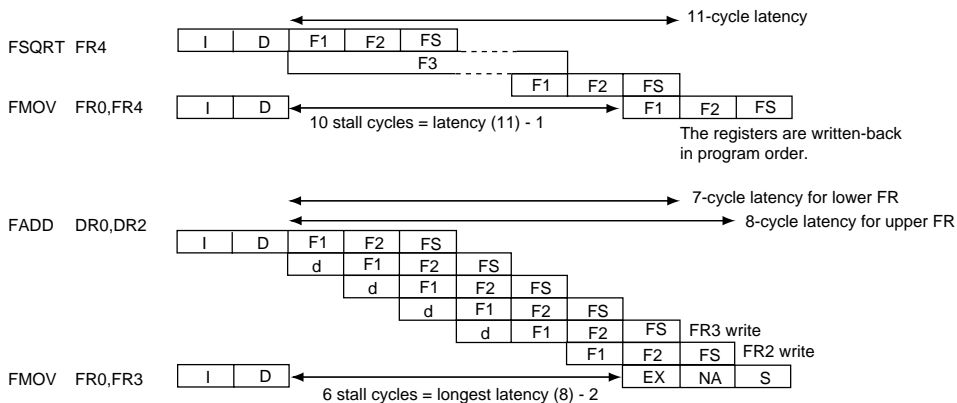 11-cycle latency
FSQRT FR4 I D F1 F2 FS
F3
F1 F2 FS
FMOV FR0,FR4 I D F1 F2 FS
10 stall cycles = latency (11) - 1
The registers are written-back
in program order.
7-cycle latency for lower FR
8-cycle latency for upper FR
FADD DR0,DR2
I D F1 F2 FS
d F1 F2 FS
d F1 F2 FS
d F1 F2 FS
d F1 F2 FS FR3 write
F1 F2 FS FR2 write
FMOV FR0,FR3 I D EX NA S
6 stall cycles = longest latency (8) - 2